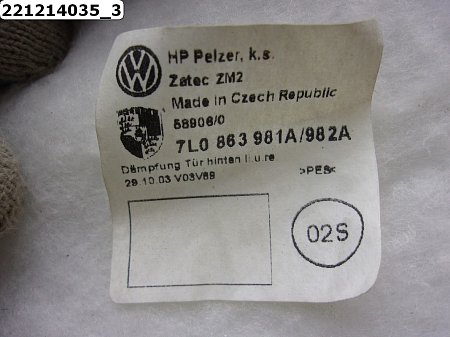 221214035_3
HP Pelzer, k.s.
Zatec ZM2
Made in Czech Republic
58906/0
7L0 863 981A/982A
Dämpfung Tür hinten li u.re
29.10.03 V03V69 >PES<
02S